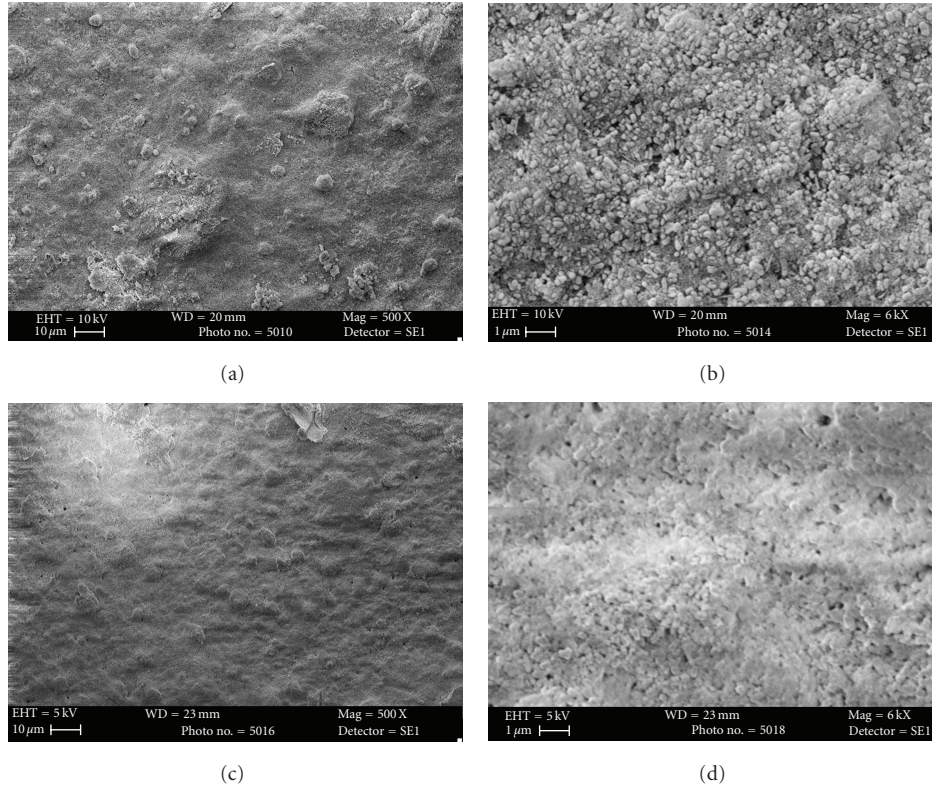 EHT = 10 kV WD = 20 mm Mag = 500 X
10 μm Photo no. = 5010 Detector = SE1
(a)
EHT = 10 kV WD = 20 mm Mag = 6 kX
1 μm Photo no. = 5014 Detector = SE1
(b)
EHT = 5 kV WD = 23 mm Mag = 500 X
10 μm Photo no. = 5016 Detector = SE1
(c)
EHT = 5 kV WD = 23 mm Mag = 6 kX
1 μm Photo no. = 5018 Detector = SE1
(d)